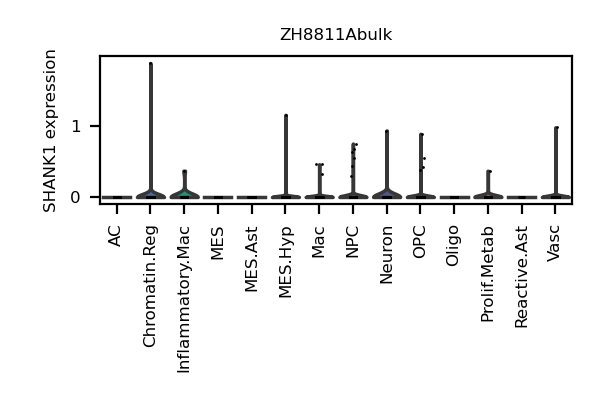 ZH8811Abulk
SHANK1 expression
1
0
AC
Chromatin.Reg
Inflammatory.Mac
MES
MES.Ast
MES.Hyp
Mac
NPC
Neuron
OPC
Oligo
Prolif.Metab
Reactive.Ast
Vasc